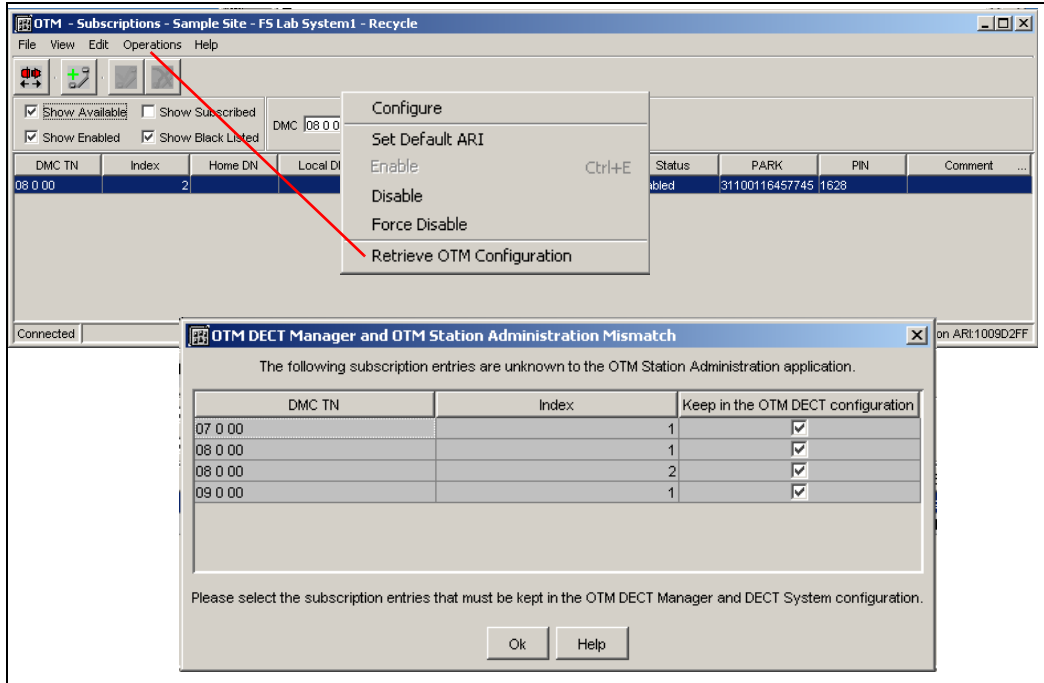 OTM - Subscriptions - Sample Site - FS Lab System1 - Recycle
File View Edit Operations Help
Show Available Show Subscribed
Show Enabled Show Black Listed
DMC 08 0 0
DMC TN Index Home DN Local Status PARK PIN Comment ...
08 0 00 2 31100116457745 1628
Configure
Set Default ARI
Enable Ctrl+E
Disable
Force Disable
Retrieve OTM Configuration
Connected on ARI:1009D2FF
OTM DECT Manager and OTM Station Administration Mismatch
The following subscription entries are unknown to the OTM Station Administration application.
DMC TN Index Keep in the OTM DECT configuration
07 0 00 1
08 0 00 1
08 0 00 2
09 0 00 1
Please select the subscription entries that must be kept in the OTM DECT Manager and DECT System configuration.
Ok Help